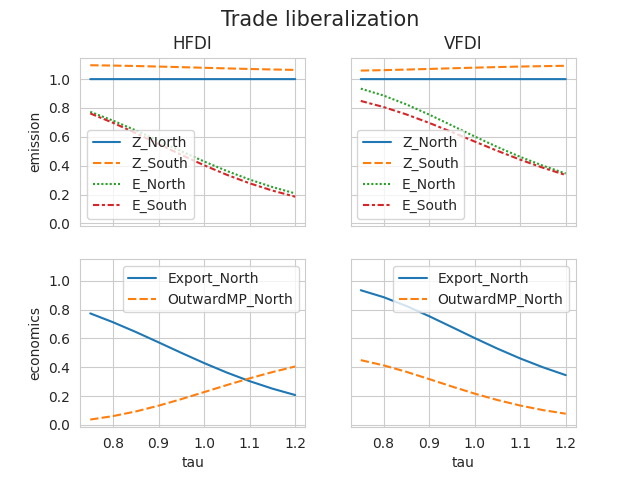 Trade liberalization
HFDI
VFDI
emission
1.0
0.8
0.6
0.4
0.2
0.0
Z_North
Z_South
E_North
E_South
Z_North
Z_South
E_North
E_South
economics
1.0
0.8
0.6
0.4
0.2
0.0
Export_North
OutwardMP_North
Export_North
OutwardMP_North
0.8 0.9 1.0 1.1 1.2
tau
0.8 0.9 1.0 1.1 1.2
tau